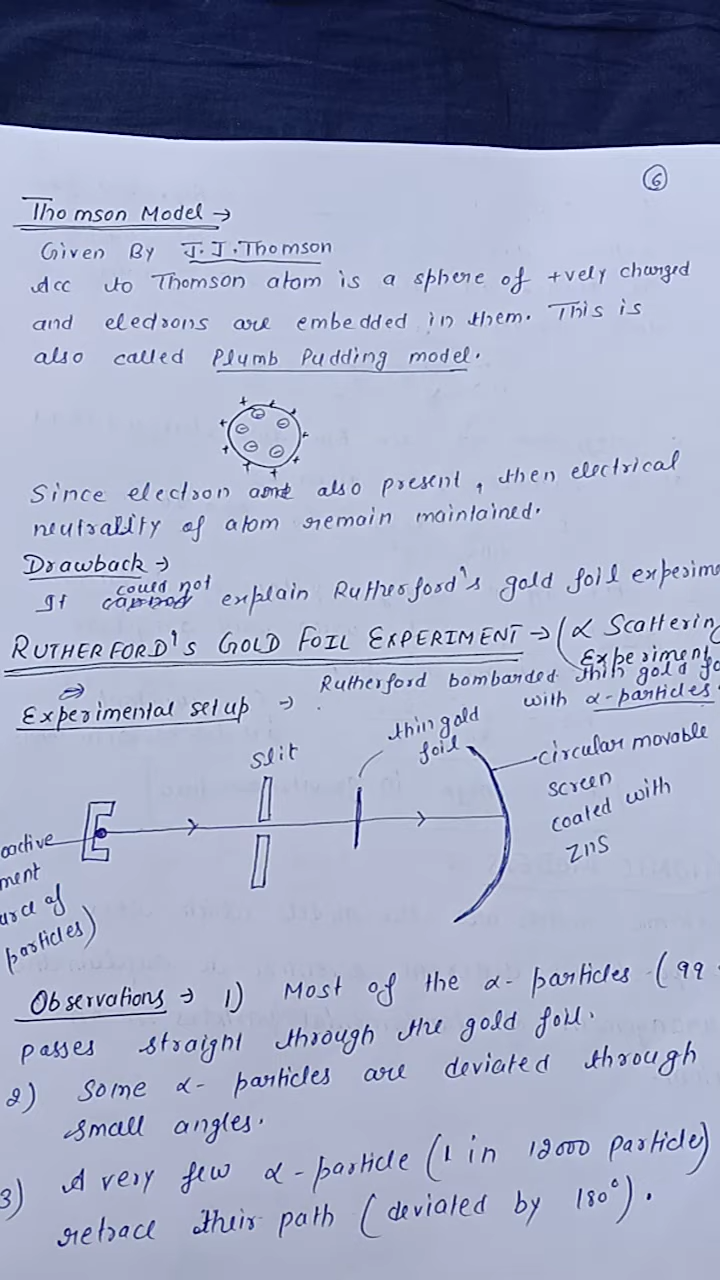 6
Thomson Model →
Given By J.J.Thomson
Acc to Thomson atom is a sphere of +vely charged
and electrons are embedded in them. This is
also called Plumb Pudding model.
Since electron are also present, then electrical
neutrality of atom remain maintained.
Drawback →
could not
It explain Rutherford's gold foil experim
RUTHERFORD'S GOLD FOIL EXPERIMENT → (α Scatterin
Experiment
⇒ Rutherford bombarded thin gold fo
Experimental setup → with α-particles
thin gold
foil
Slit
circular movable
screen
coated with
ZnS
oactive
ment
urce of
particles)
Observations → 1) Most of the α- particles (99
passes straight through the gold foil.
2) Some α- particles are deviated through
small angles.
3) A very few α-particle (1 in 12000 particle)
retrace their path (deviated by 180°).